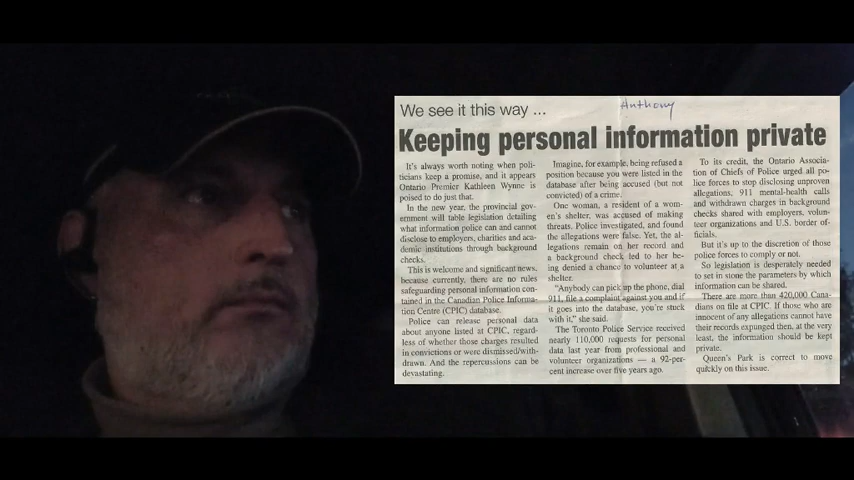 We see it this way ...
Anthony
Keeping personal information private
It's always worth noting when poli-
ticians keep a promise, and it appears
Ontario Premier Kathleen Wynne is
poised to do just that.
In the new year, the provincial gov-
ernment will table legislation detailing
what information police can and cannot
disclose to employers, charities and aca-
demic institutions through background
checks.
This is welcome and significant news,
because currently, there are no rules
safeguarding personal information con-
tained in the Canadian Police Informa-
tion Centre (CPIC) database.
Police can release personal data
about anyone listed at CPIC, regard-
less of whether those charges resulted
in convictions or were dismissed/with-
drawn. And the repercussions can be
devastating.
Imagine, for example, being refused a
position because you were listed in the
database after being accused (but not
convicted) of a crime.
One woman, a resident of a wom-
en's shelter, was accused of making
threats. Police investigated, and found
the allegations were false. Yet, the al-
legations remain on her record and
a background check led to her be-
ing denied a chance to volunteer at a
shelter.
"Anybody can pick up the phone, dial
911, file a complaint against you and if
it goes into the database, you're stuck
with it," she said.
The Toronto Police Service received
nearly 110,000 requests for personal
data last year from professional and
volunteer organizations — a 92-per-
cent increase over five years ago.
To its credit, the Ontario Associa-
tion of Chiefs of Police urged all po-
lice forces to stop disclosing unproven
allegations, 911 mental-health calls
and withdrawn charges in background
checks shared with employers, volun-
teer organizations and U.S. border of-
ficials.
But it's up to the discretion of those
police forces to comply or not.
So legislation is desperately needed
to set in stone the parameters by which
information can be shared.
There are more than 420,000 Cana-
dians on file at CPIC. If those who are
innocent of any allegations cannot have
their records expunged then, at the very
least, the information should be kept
private.
Queen's Park is correct to move
quickly on this issue.